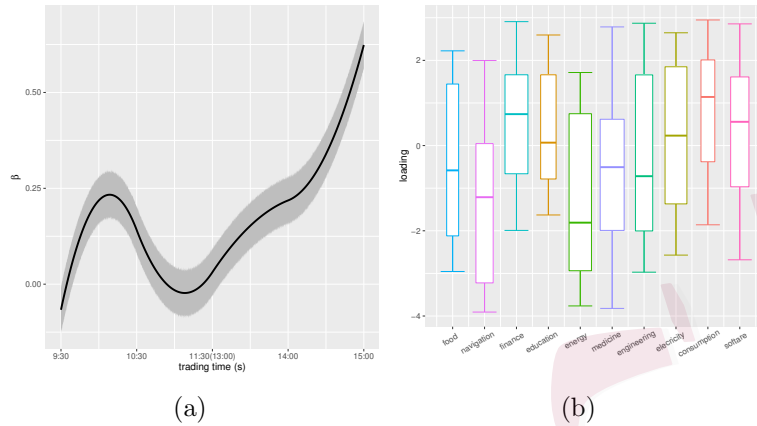 0.50
0.25
0.00
β
9:30
10:30
11:30(13:00)
14:00
15:00
trading time (s)
(a)
2
0
−2
−4
loading
food
navigation
finance
education
energy
medicine
engineering
elecricity
consumption
softare
(b)